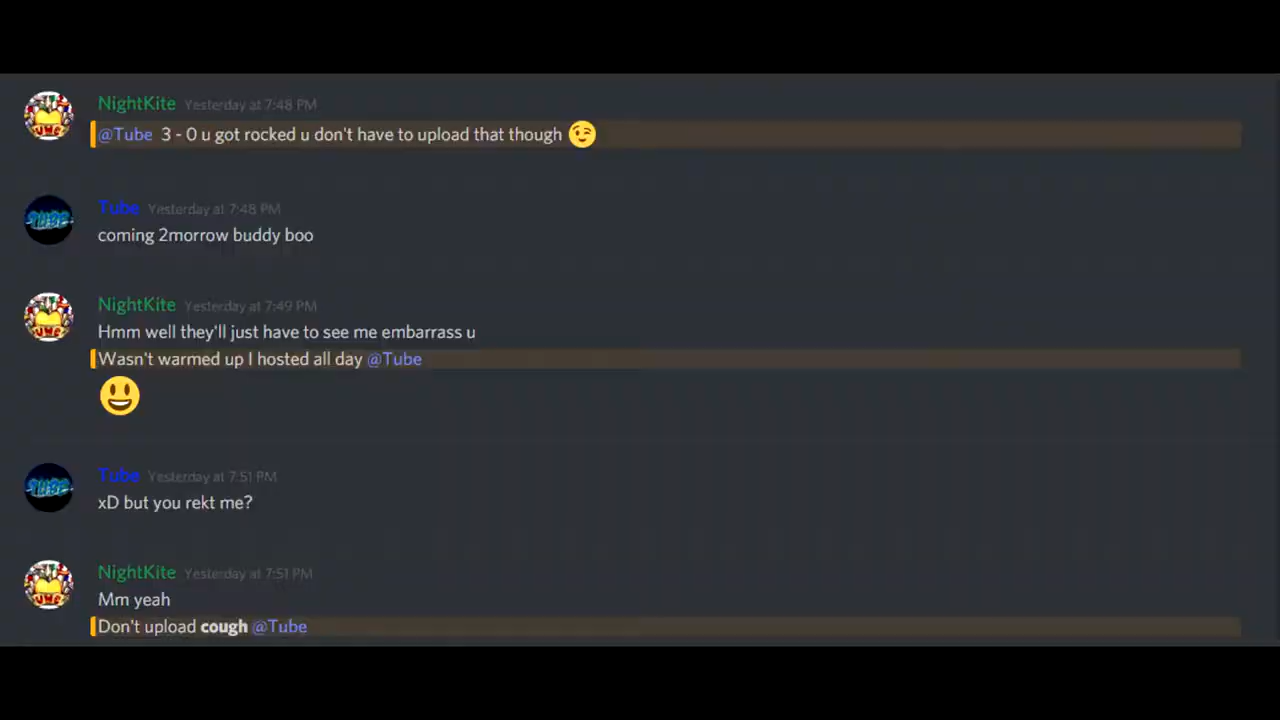 NightKite Yesterday at 7:48 PM
@Tube 3 - 0 u got rocked u don't have to upload that though 😉
Tube Yesterday at 7:48 PM
coming 2morrow buddy boo
NightKite Yesterday at 7:49 PM
Hmm well they'll just have to see me embarrass u
Wasn't warmed up I hosted all day @Tube
😃
Tube Yesterday at 7:51 PM
xD but you rekt me?
NightKite Yesterday at 7:51 PM
Mm yeah
Don't upload cough @Tube